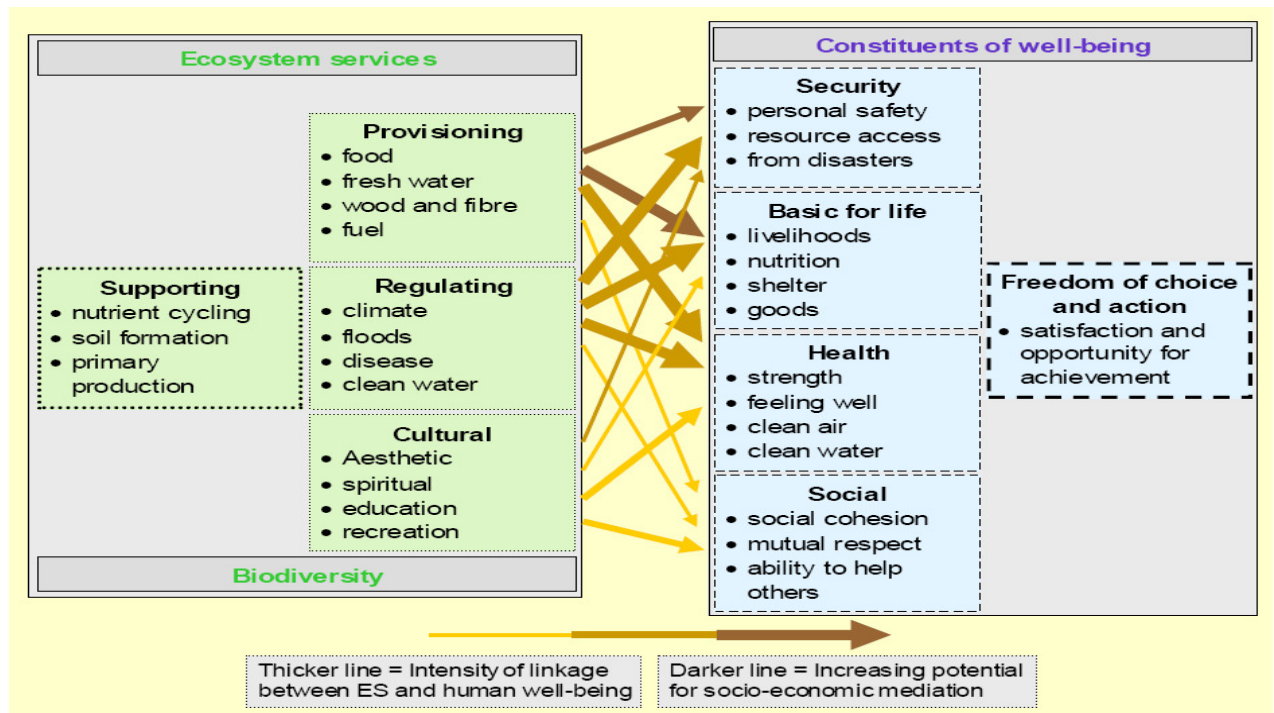 Ecosystem services
Provisioning
• food
• fresh water
• wood and fibre
• fuel
Supporting
• nutrient cycling
• soil formation
• primary
production
Regulating
• climate
• floods
• disease
• clean water
Cultural
• Aesthetic
• spiritual
• education
• recreation
Biodiversity
Constituents of well-being
Security
• personal safety
• resource access
• from disasters
Basic for life
• livelihoods
• nutrition
• shelter
• goods
Health
• strength
• feeling well
• clean air
• clean water
Social
• social cohesion
• mutual respect
• ability to help
others
Freedom of choice
and action
• satisfaction and
opportunity for
achievement
Thicker line = Intensity of linkage
between ES and human well-being
Darker line = Increasing potential
for socio-economic mediation